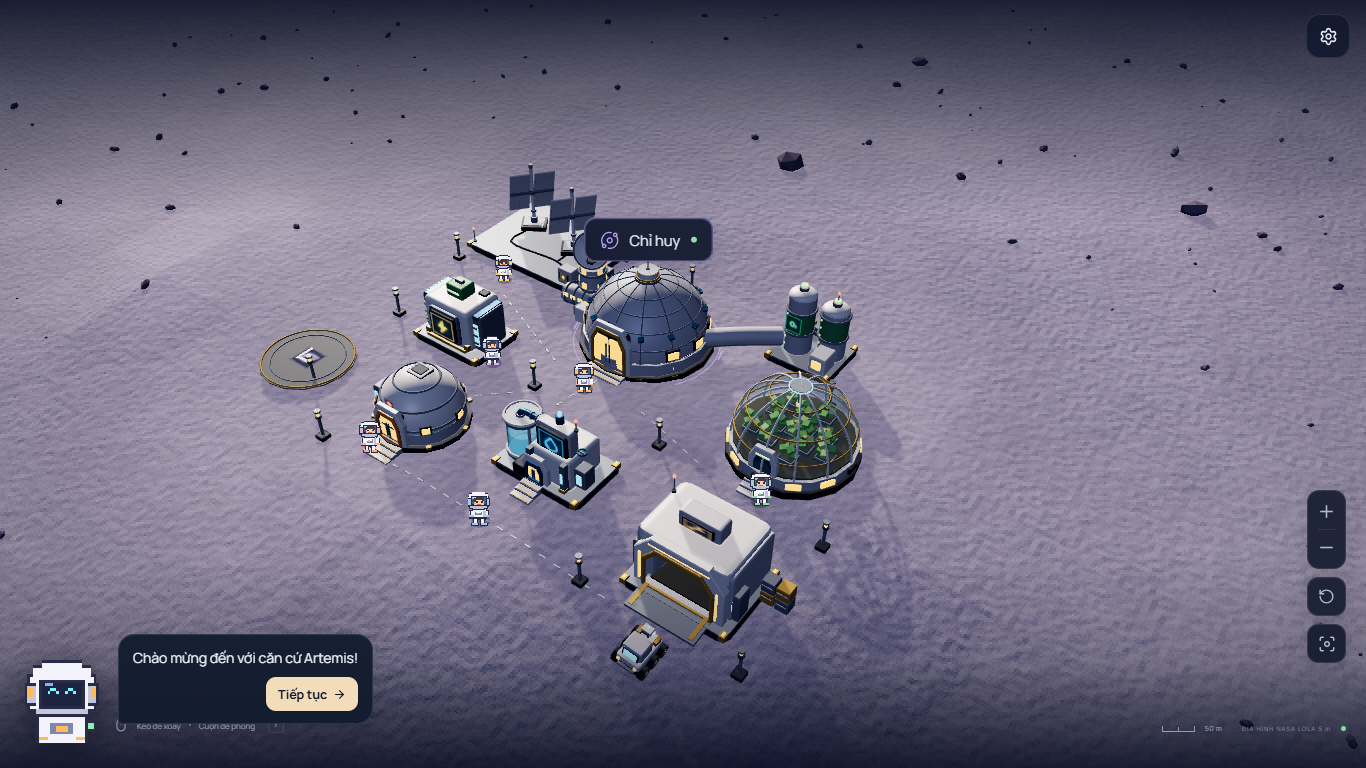 Chỉ huy
Chào mừng đến với căn cứ Artemis!
Tiếp tục →
Kéo để xoay · Cuộn để phóng
50 m
ĐỊA HÌNH NASA LOLA 5 m